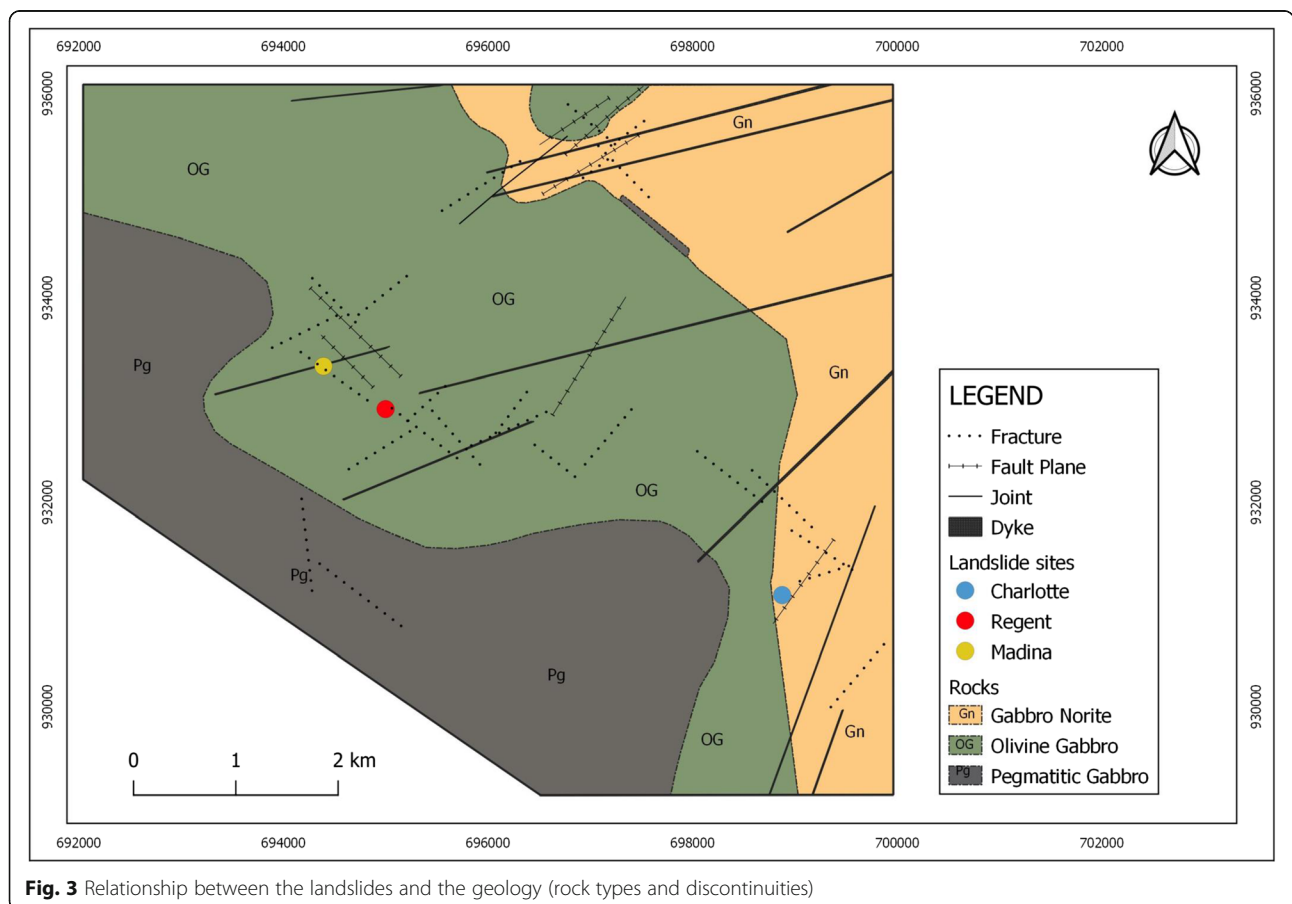 692000 694000 696000 698000 700000 702000
936000 936000
Gn
OG
934000 934000
OG
Pg Gn
LEGEND
Fracture
Fault Plane
Joint
Dyke
Landslide sites
Charlotte
Regent
Madina
Rocks
Gn Gabbro Norite
OG Olivine Gabbro
Pg Pegmatitic Gabbro
OG
932000 932000
Pg
Pg
930000 930000
OG Gn
0 1 2 km
692000 694000 696000 698000 700000 702000
Fig. 3 Relationship between the landslides and the geology (rock types and discontinuities)